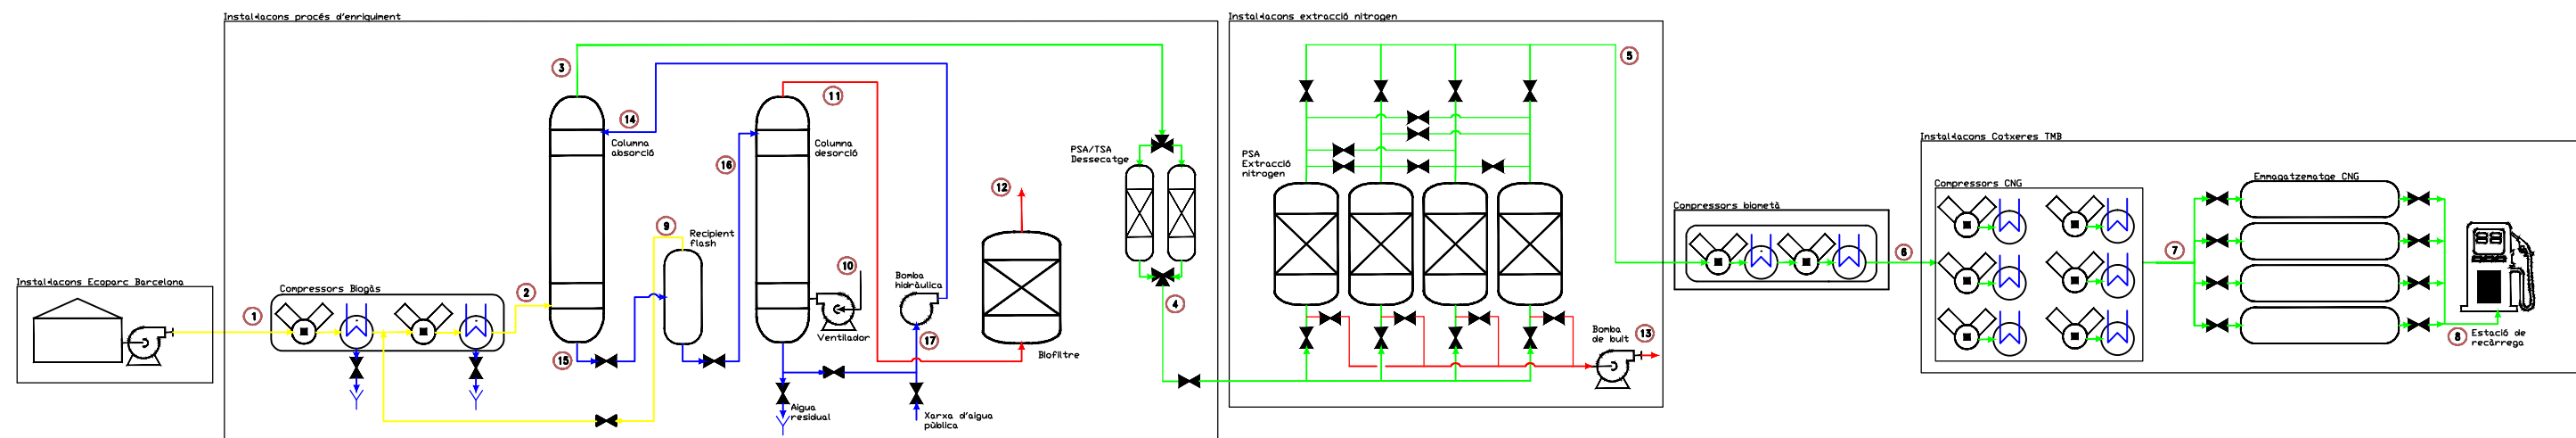 Instal·lacons procés d'enriquiment
Instal·lacons extracció nitrogen
3
11
5
14
Columna
absorció
Columna
desorció
16
PSA/TSA
Dessecatge
PSA
Extracció
nitrogen
Instal·lacons Cotxeres TMB
12
Compressors CNG
Emmagatzematge CNG
Compressors biometà
9
Recipient
flash
6
7
10
Bomba
hidràulica
Instal·lacons Ecoparc Barcelona
Compressors Biogàs
2
4
1
Ventilador
17
Biofiltre
Bomba
de buit
13
8
Estació de
recàrrega
15
Aigua
residual
Xarxa d'aigua
pública